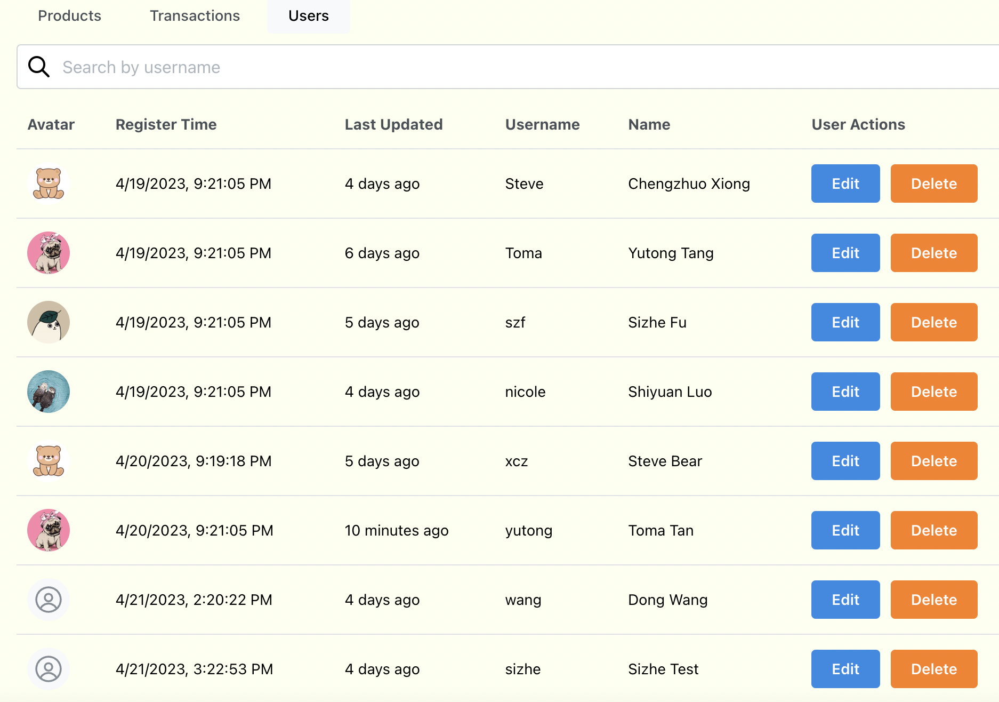 Products Transactions Users
Search by username
Avatar Register Time Last Updated Username Name User Actions
4/19/2023, 9:21:05 PM 4 days ago Steve Chengzhuo Xiong Edit Delete
4/19/2023, 9:21:05 PM 6 days ago Toma Yutong Tang Edit Delete
4/19/2023, 9:21:05 PM 5 days ago szf Sizhe Fu Edit Delete
4/19/2023, 9:21:05 PM 4 days ago nicole Shiyuan Luo Edit Delete
4/20/2023, 9:19:18 PM 5 days ago xcz Steve Bear Edit Delete
4/20/2023, 9:21:05 PM 10 minutes ago yutong Toma Tan Edit Delete
4/21/2023, 2:20:22 PM 4 days ago wang Dong Wang Edit Delete
4/21/2023, 3:22:53 PM 4 days ago sizhe Sizhe Test Edit Delete